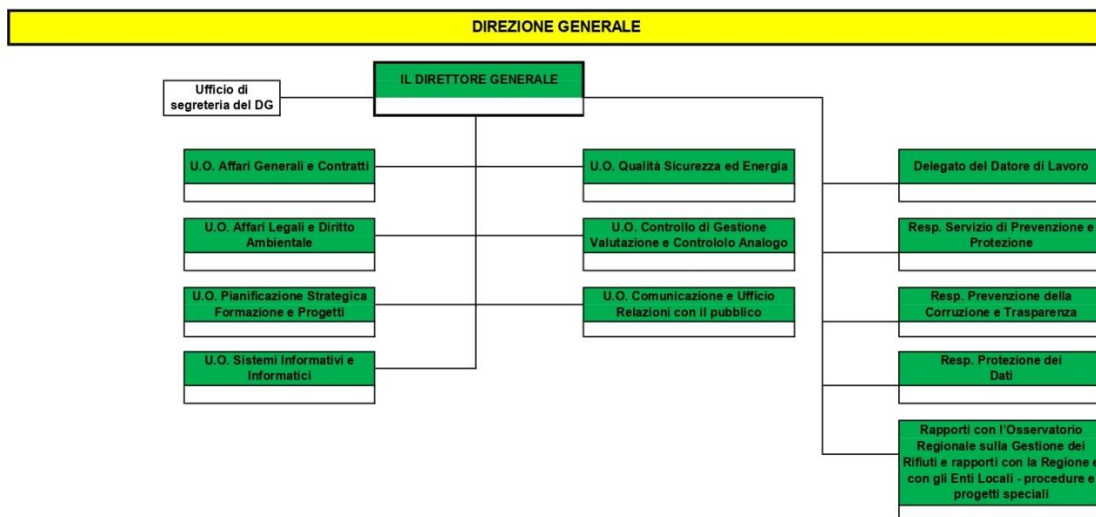 DIREZIONE GENERALE
IL DIRETTORE GENERALE
Ufficio di
segreteria del DG
U.O. Affari Generali e Contratti
U.O. Qualità Sicurezza ed Energia
Delegato del Datore di Lavoro
U.O. Affari Legali e Diritto
Ambientale
U.O. Controllo di Gestione
Valutazione e Contrololo Analogo
Resp. Servizio di Prevenzione e
Protezione
U.O. Pianificazione Strategica
Formazione e Progetti
U.O. Comunicazione e Ufficio
Relazioni con il pubblico
Resp. Prevenzione della
Corruzione e Trasparenza
U.O. Sistemi Informativi e
Informatici
Resp. Protezione dei
Dati
Rapporti con l'Osservatorio
Regionale sulla Gestione dei
Rifiuti e rapporti con la Regione e
con gli Enti Locali - procedure e
progetti speciali